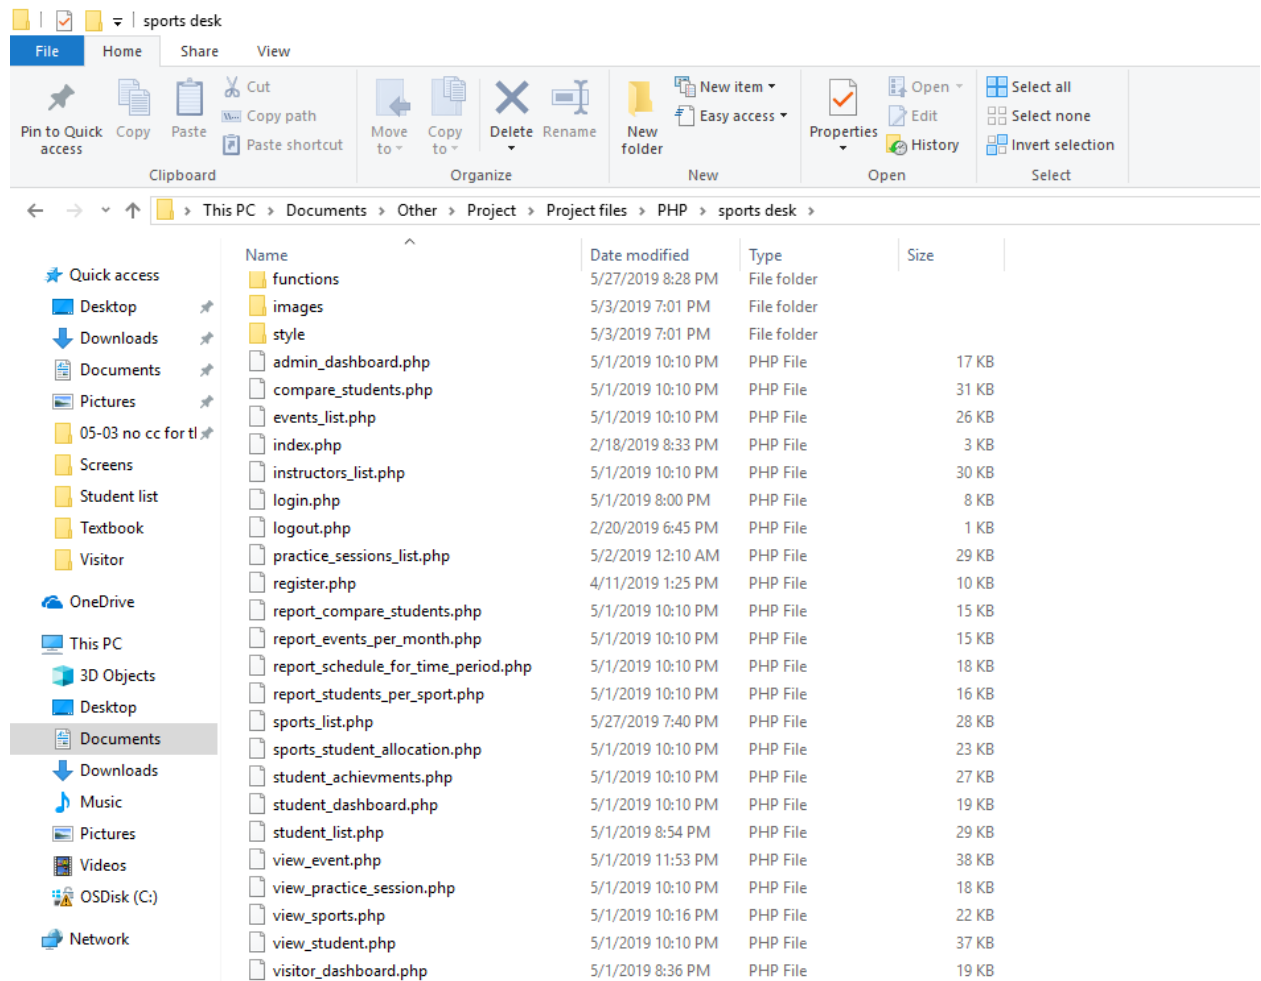 sports desk
File Home Share View
Pin to Quick access
Copy
Paste
Cut
Copy path
Paste shortcut
Clipboard
Move to
Copy to
Delete
Rename
Organize
New folder
New item
Easy access
New
Properties
Open
Edit
History
Open
Select all
Select none
Invert selection
Select
This PC > Documents > Other > Project > Project files > PHP > sports desk >
Quick access
Desktop
Downloads
Documents
Pictures
05-03 no cc for tl
Screens
Student list
Textbook
Visitor
OneDrive
This PC
3D Objects
Desktop
Documents
Downloads
Music
Pictures
Videos
OSDisk (C:)
Network
Name Date modified Type Size
functions 5/27/2019 8:28 PM File folder
images 5/3/2019 7:01 PM File folder
style 5/3/2019 7:01 PM File folder
admin_dashboard.php 5/1/2019 10:10 PM PHP File 17 KB
compare_students.php 5/1/2019 10:10 PM PHP File 31 KB
events_list.php 5/1/2019 10:10 PM PHP File 26 KB
index.php 2/18/2019 8:33 PM PHP File 3 KB
instructors_list.php 5/1/2019 10:10 PM PHP File 30 KB
login.php 5/1/2019 8:00 PM PHP File 8 KB
logout.php 2/20/2019 6:45 PM PHP File 1 KB
practice_sessions_list.php 5/2/2019 12:10 AM PHP File 29 KB
register.php 4/11/2019 1:25 PM PHP File 10 KB
report_compare_students.php 5/1/2019 10:10 PM PHP File 15 KB
report_events_per_month.php 5/1/2019 10:10 PM PHP File 15 KB
report_schedule_for_time_period.php 5/1/2019 10:10 PM PHP File 18 KB
report_students_per_sport.php 5/1/2019 10:10 PM PHP File 16 KB
sports_list.php 5/27/2019 7:40 PM PHP File 28 KB
sports_student_allocation.php 5/1/2019 10:10 PM PHP File 23 KB
student_achievments.php 5/1/2019 10:10 PM PHP File 27 KB
student_dashboard.php 5/1/2019 10:10 PM PHP File 19 KB
student_list.php 5/1/2019 8:54 PM PHP File 29 KB
view_event.php 5/1/2019 11:53 PM PHP File 38 KB
view_practice_session.php 5/1/2019 10:10 PM PHP File 18 KB
view_sports.php 5/1/2019 10:16 PM PHP File 22 KB
view_student.php 5/1/2019 10:10 PM PHP File 37 KB
visitor_dashboard.php 5/1/2019 8:36 PM PHP File 19 KB